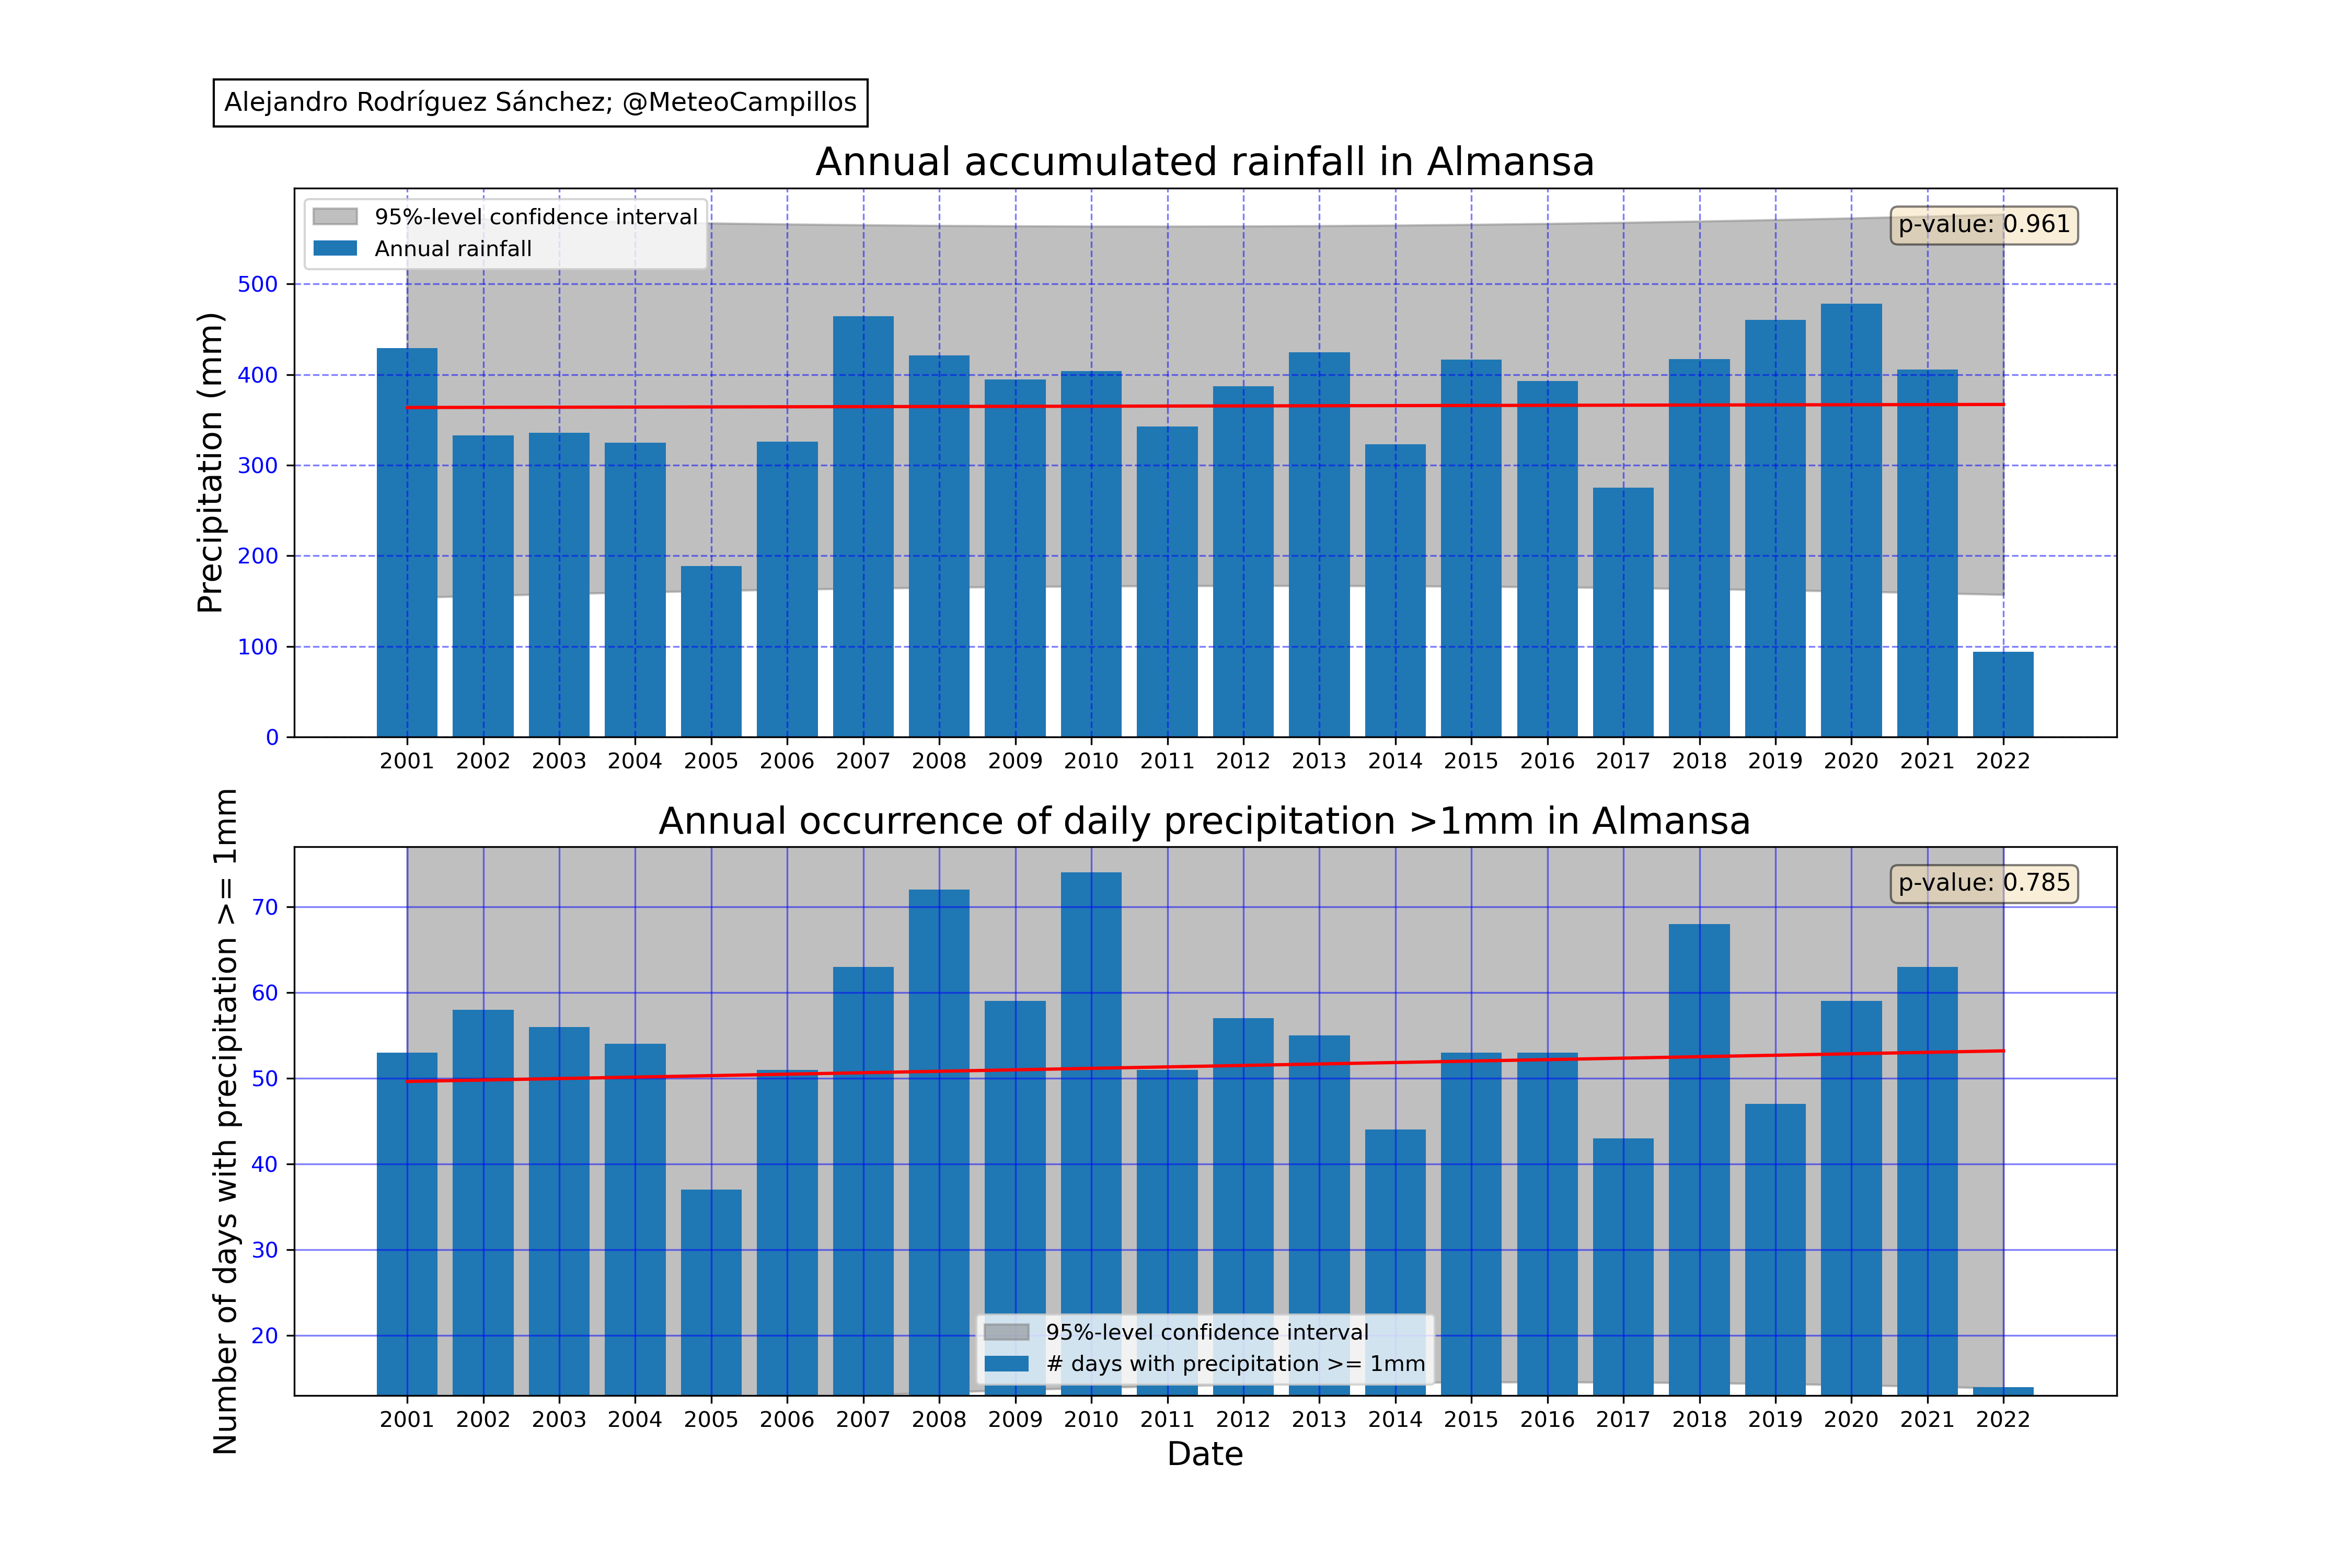 Alejandro Rodríguez Sánchez; @MeteoCampillos
Annual accumulated rainfall in Almansa
95%-level confidence interval
Annual rainfall
p-value: 0.961
Precipitation (mm)
500
400
300
200
100
0
2001 2002 2003 2004 2005 2006 2007 2008 2009 2010 2011 2012 2013 2014 2015 2016 2017 2018 2019 2020 2021 2022
Annual occurrence of daily precipitation >1mm in Almansa
p-value: 0.785
Number of days with precipitation >= 1mm
70
60
50
40
30
20
95%-level confidence interval
# days with precipitation >= 1mm
2001 2002 2003 2004 2005 2006 2007 2008 2009 2010 2011 2012 2013 2014 2015 2016 2017 2018 2019 2020 2021 2022
Date